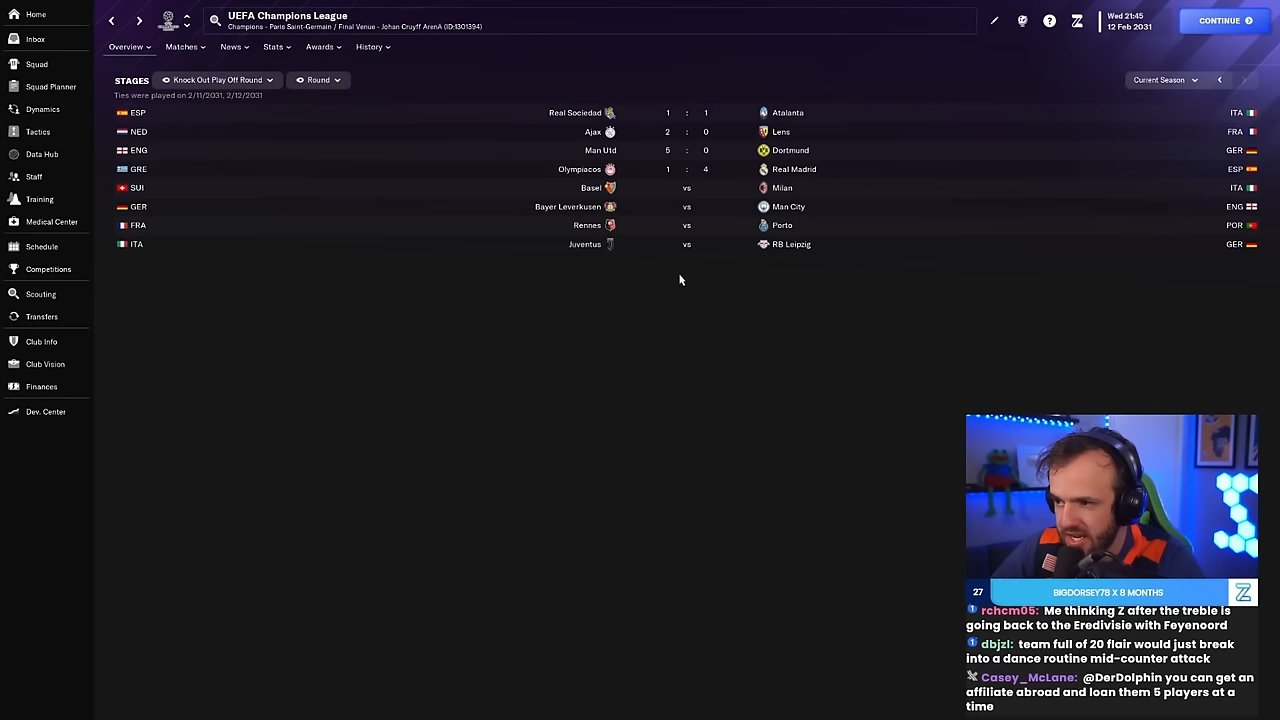 Home
Inbox
Squad
Squad Planner
Dynamics
Tactics
Data Hub
Staff
Training
Medical Center
Schedule
Competitions
Scouting
Transfers
Club Info
Club Vision
Finances
Dev. Center
UEFA Champions League
Champions - Paris Saint-Germain / Final Venue - Johan Cruyff ArenA (ID:1301394)
Wed 21:45
12 Feb 2031
CONTINUE
Overview Matches News Stats Awards History
STAGES Knock Out Play Off Round Round Current Season
Ties were played on 2/11/2031, 2/12/2031
ESP Real Sociedad 1 : 1 Atalanta ITA
NED Ajax 2 : 0 Lens FRA
ENG Man Utd 5 : 0 Dortmund GER
GRE Olympiacos 1 : 4 Real Madrid ESP
SUI Basel vs Milan ITA
GER Bayer Leverkusen vs Man City ENG
FRA Rennes vs Porto POR
ITA Juventus vs RB Leipzig GER
27 BIGDORSEY78 X 8 MONTHS Z
1 rchcm05: Me thinking Z after the treble is
going back to the Eredivisie with Feyenoord
1 dbjzl: team full of 20 flair would just break
into a dance routine mid-counter attack
Casey_McLane: @DerDolphin you can get an
affiliate abroad and loan them 5 players at a
time